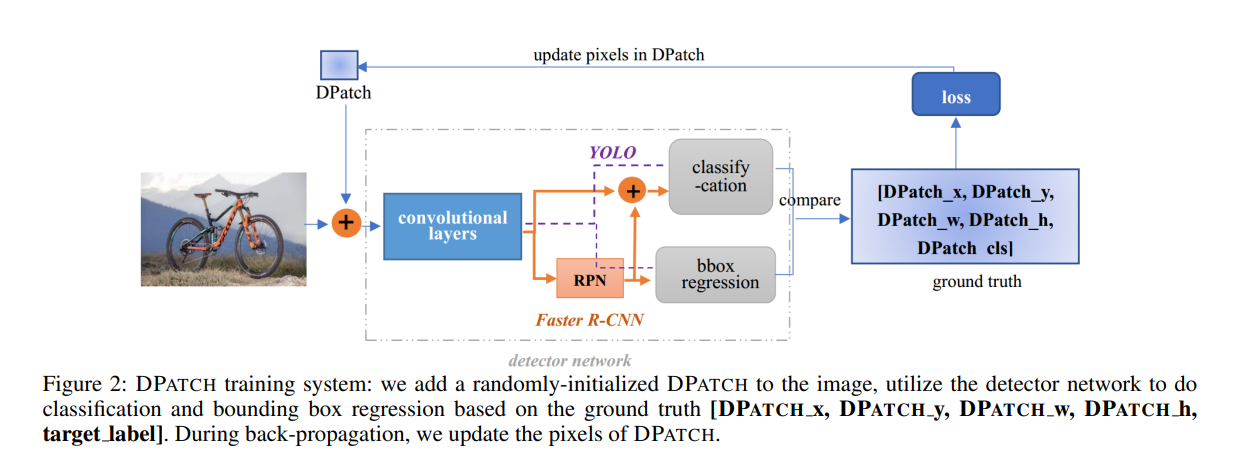 update pixels in DPatch
DPatch
loss
YOLO
classify
-cation
compare
[DPatch_x, DPatch_y,
DPatch_w, DPatch_h,
DPatch_cls]
ground truth
convolutional
layers
RPN
bbox
regression
Faster R-CNN
detector network
Figure 2: DPATCH training system: we add a randomly-initialized DPATCH to the image, utilize the detector network to do
classification and bounding box regression based on the ground truth [DPATCH_x, DPATCH_y, DPATCH_w, DPATCH_h,
target_label]. During back-propagation, we update the pixels of DPATCH.